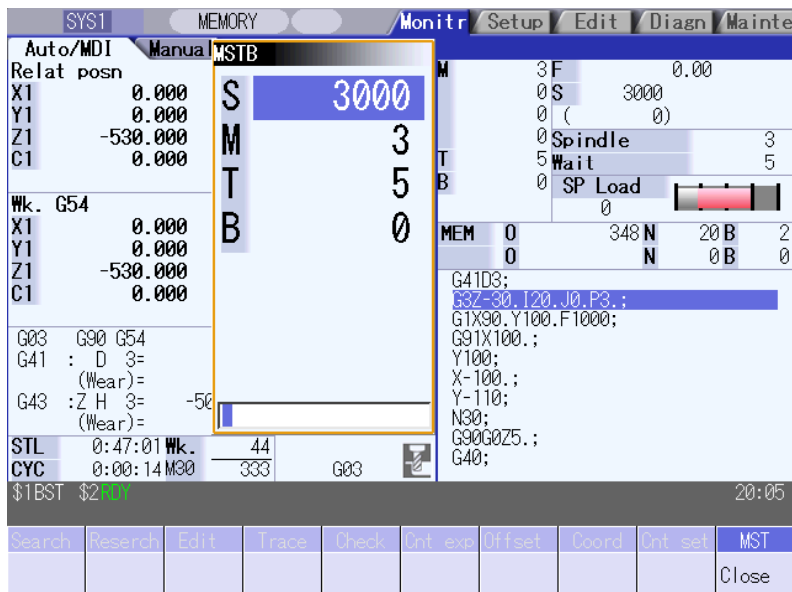 SYS1 MEMORY Monitr Setup Edit Diagn Mainte
Auto/MDI Manual
Relat posn
X1 0.000
Y1 0.000
Z1 -530.000
C1 0.000
Wk. G54
X1 0.000
Y1 0.000
Z1 -530.000
C1 0.000
G03 G90 G54
G41 : D 3=
(Wear)=
G43 :Z H 3= -50
(Wear)=
STL 0:47:01 Wk. 44
CYC 0:00:14 M30 333 G03
MSTB
S 3000
M 3
T 5
B 0
M 3
0
0
0
T 5
B 0
F 0.00
S 3000
( 0)
Spindle 3
Wait 5
SP Load
0
MEM O 348 N 20 B 2
O N 0 B 0
G41D3;
G3Z-30.I20.J0.P3.;
G1X90.Y100.F1000;
G91X100.;
Y100;
X-100.;
Y-110;
N30;
G90G0Z5.;
G40;
$1BST $2RDY 20:05
Search Reserch Edit Trace Check Cnt exp Offset Coord Cnt set MST
Close